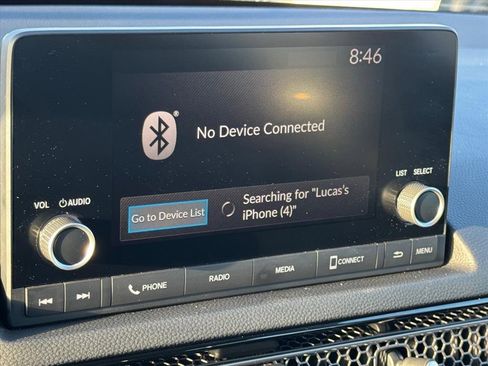 8:46
®
No Device Connected
LIST SELECT
VOL AUDIO
Go to Device List
Searching for "Lucas's
iPhone (4)"
PHONE RADIO MEDIA CONNECT MENU